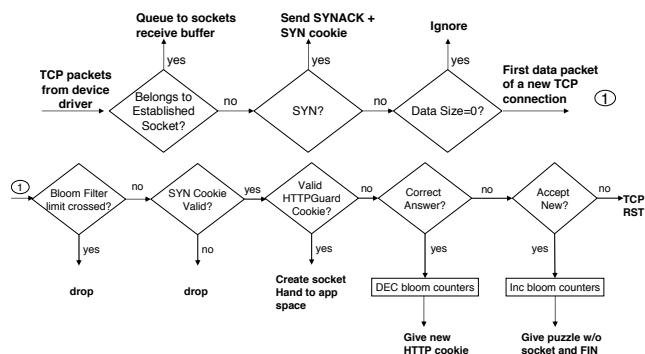 Queue to sockets
receive buffer
Send SYNACK +
SYN cookie
Ignore
yes
yes
yes
TCP packets
from device
driver
Belongs to
Established
Socket?
no
SYN?
no
Data Size=0?
First data packet
of a new TCP
connection
1
1
Bloom Filter
limit crossed?
no
SYN Cookie
Valid?
yes
Valid
HTTPGuard
Cookie?
no
Correct
Answer?
no
Accept
New?
no
TCP
RST
yes
no
yes
yes
yes
drop
drop
Create socket
Hand to app
space
DEC bloom counters
Inc bloom counters
Give new
HTTP cookie
Give puzzle w/o
socket and FIN